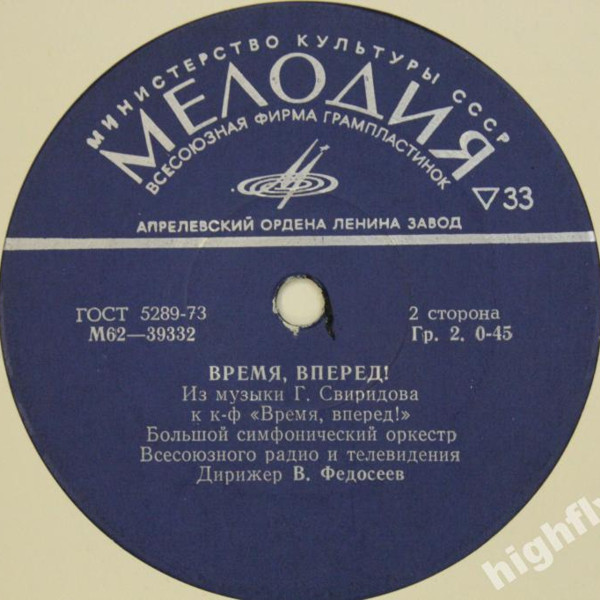 МИНИСТЕРСТВО КУЛЬТУРЫ СССР
МЕЛОДИЯ
ВСЕСОЮЗНАЯ ФИРМА ГРАМПЛАСТИНОК
▽33
АПРЕЛЕВСКИЙ ОРДЕНА ЛЕНИНА ЗАВОД
ГОСТ 5289-73
М62—39332
2 сторона
Гр. 2. 0-45
ВРЕМЯ, ВПЕРЕД!
Из музыки Г. Свиридова
к к-ф «Время, вперед!»
Большой симфонический оркестр
Всесоюзного радио и телевидения
Дирижер В. Федосеев